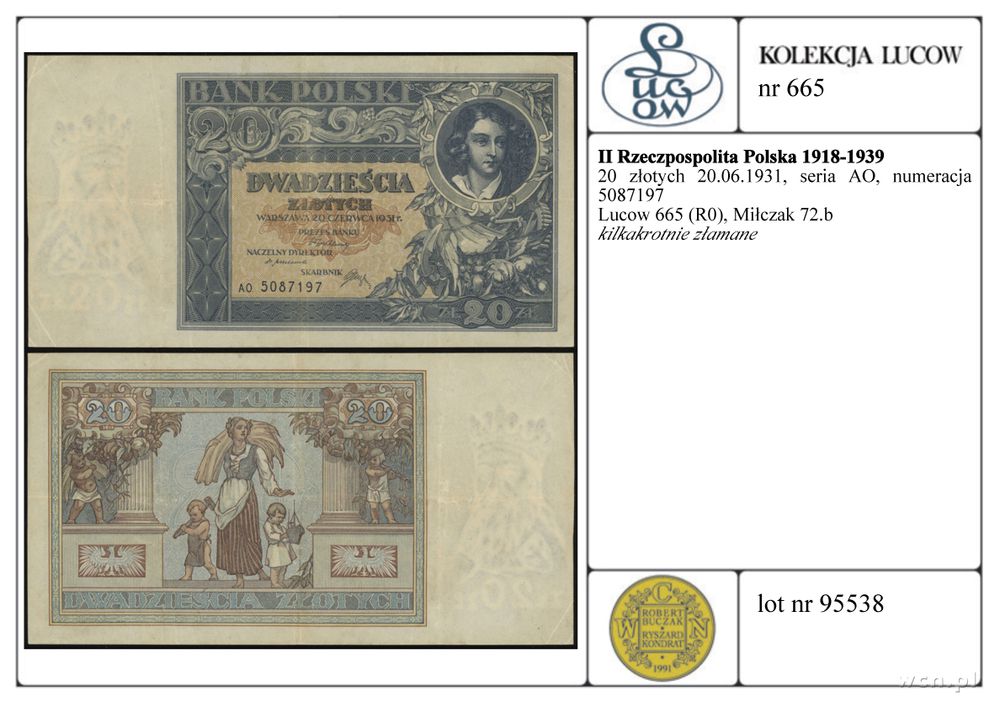 BANK POLSKI
20
DWADZIEŚCIA
ZŁOTYCH
WARSZAWA 20 CZERWCA 1931 r.
PREZES BANKU
NACZELNY DYREKTOR
SKARBNIK
AO 5087197
ZŁ 20 ZŁ
BANK POLSKI
20 20
DWADZIEŚCIA ZŁOTYCH
Lucow
KOLEKCJA LUCOW
nr 665
II Rzeczpospolita Polska 1918-1939
20 złotych 20.06.1931, seria AO, numeracja
5087197
Lucow 665 (R0), Miłczak 72.b
kilkakrotnie złamane
W C N
ROBERT
BUCZAK
RYSZARD
KONDRAT
1991
lot nr 95538
wcn.pl